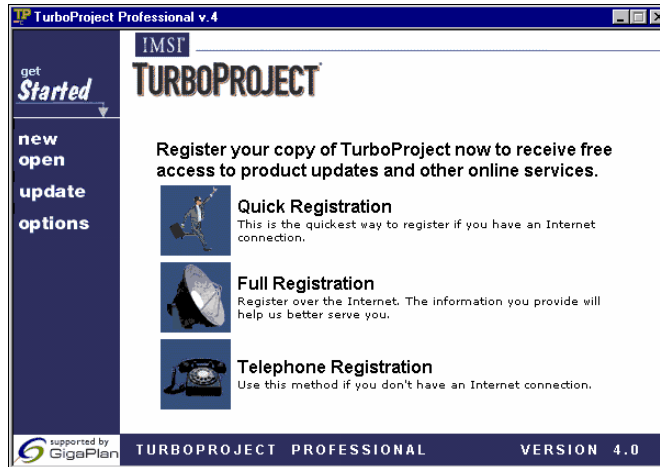 TurboProject Professional v.4
IMSI
TURBOPROJECT
get
Started
new
open
update
options
Register your copy of TurboProject now to receive free
access to product updates and other online services.
Quick Registration
This is the quickest way to register if you have an Internet
connection.
Full Registration
Register over the Internet. The information you provide will
help us better serve you.
Telephone Registration
Use this method if you don't have an Internet connection.
supported by
GigaPlan
TURBOPROJECT PROFESSIONAL
VERSION 4.0